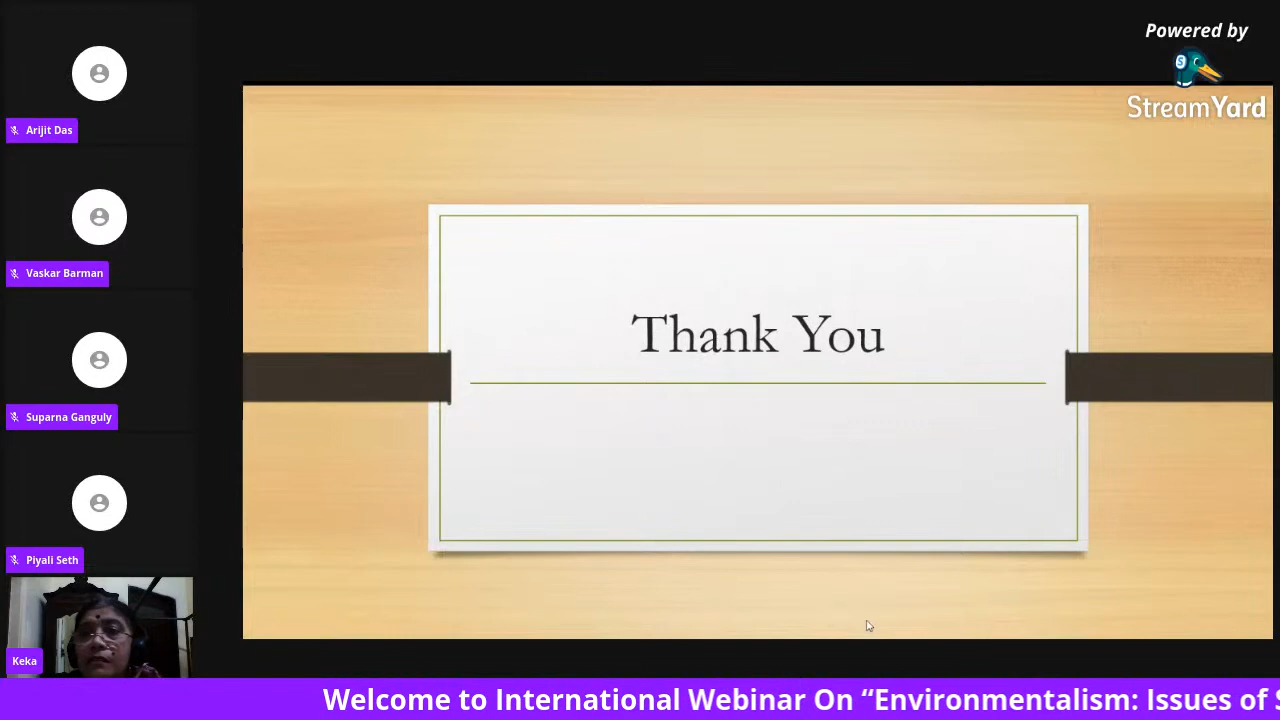 Powered by
StreamYard
Arijit Das
Vaskar Barman
Suparna Ganguly
Piyali Seth
Keka
Thank You
Welcome to International Webinar On “Environmentalism: Issues of S